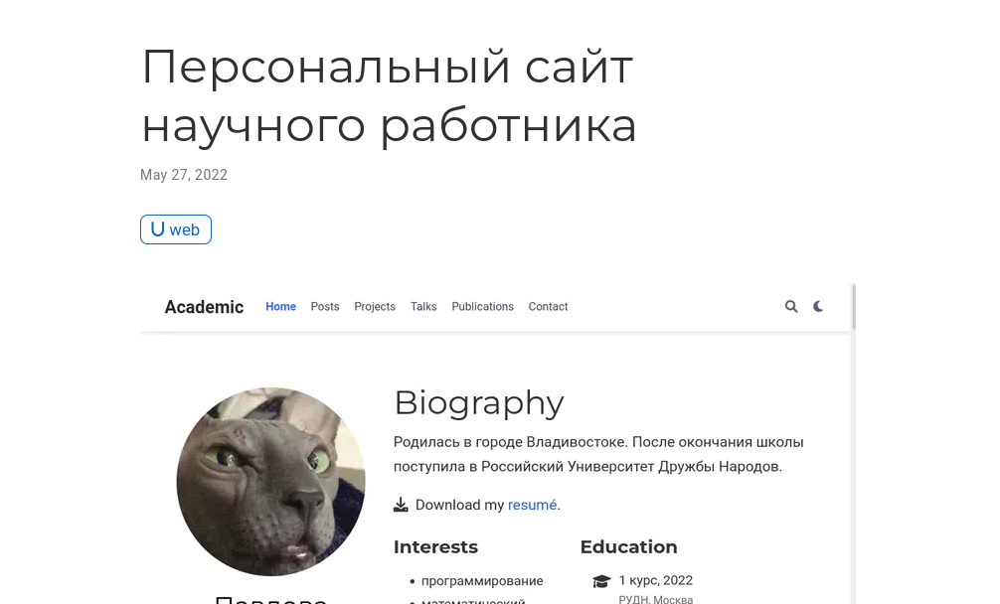 Персональный сайт
научного работника
May 27, 2022
web
Academic Home Posts Projects Talks Publications Contact
Biography
Родилась в городе Владивостоке. После окончания школы
поступила в Российский Университет Дружбы Народов.
Download my resumé.
Interests
Education
• программирование
1 курс, 2022
• математический
РУДН, Москва